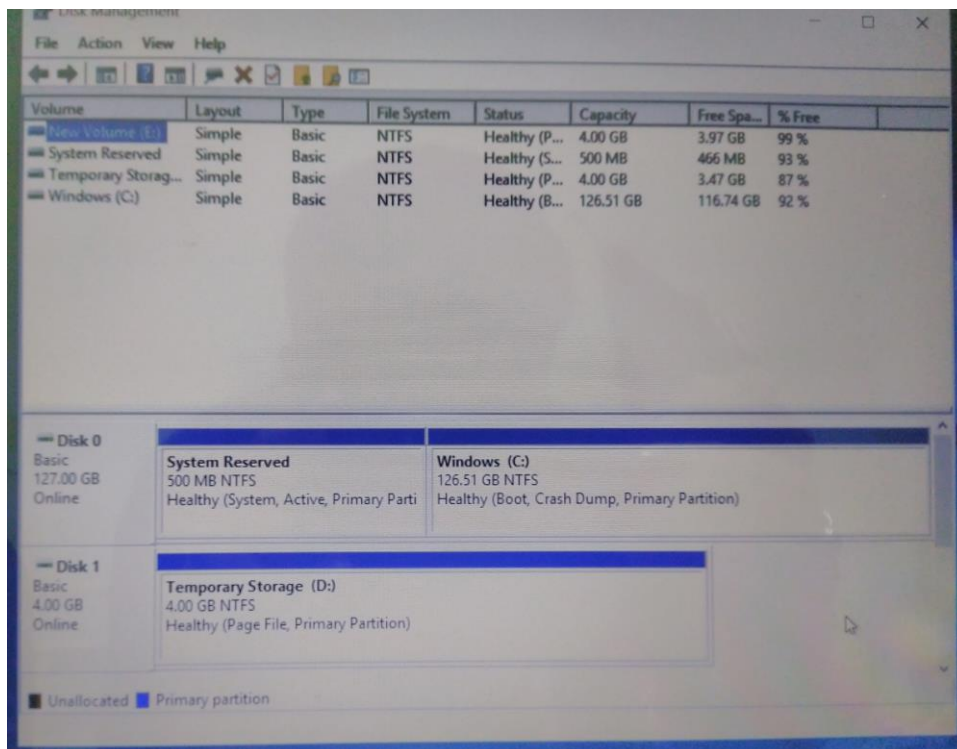 Disk Management
File Action View Help
Volume Layout Type File System Status Capacity Free Spa... % Free
New Volume (E:) Simple Basic NTFS Healthy (P... 4.00 GB 3.97 GB 99 %
System Reserved Simple Basic NTFS Healthy (S... 500 MB 466 MB 93 %
Temporary Storag... Simple Basic NTFS Healthy (P... 4.00 GB 3.47 GB 87 %
Windows (C:) Simple Basic NTFS Healthy (B... 126.51 GB 116.74 GB 92 %
Disk 0
Basic
127.00 GB
Online
System Reserved
500 MB NTFS
Healthy (System, Active, Primary Parti
Windows (C:)
126.51 GB NTFS
Healthy (Boot, Crash Dump, Primary Partition)
Disk 1
Basic
4.00 GB
Online
Temporary Storage (D:)
4.00 GB NTFS
Healthy (Page File, Primary Partition)
Unallocated Primary partition